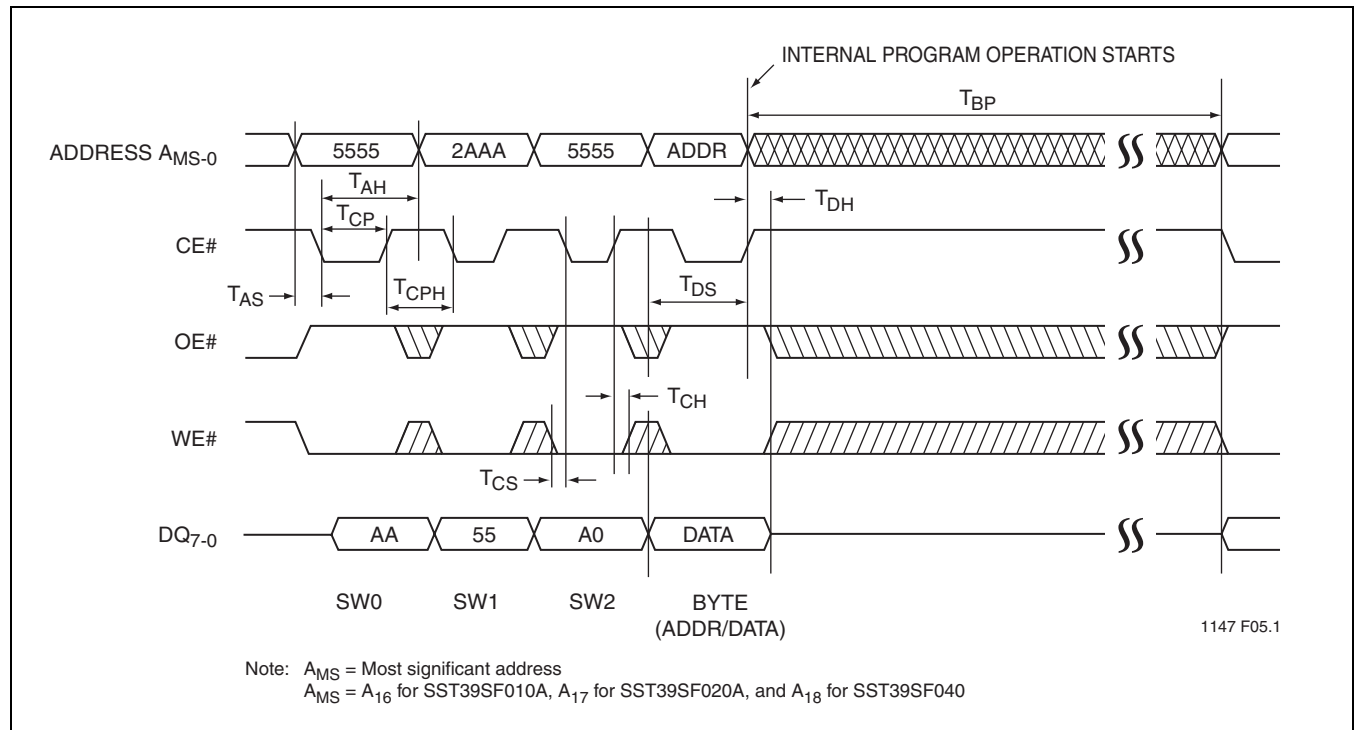 INTERNAL PROGRAM OPERATION STARTS
TBP
ADDRESS AMS-0
5555
2AAA
5555
ADDR
TAH
TDH
TCP
CE#
TAS
TCPH
TDS
OE#
TCH
WE#
TCS
DQ7-0
AA
55
A0
DATA
SW0
SW1
SW2
BYTE
(ADDR/DATA)
1147 F05.1
Note: AMS = Most significant address
AMS = A16 for SST39SF010A, A17 for SST39SF020A, and A18 for SST39SF040